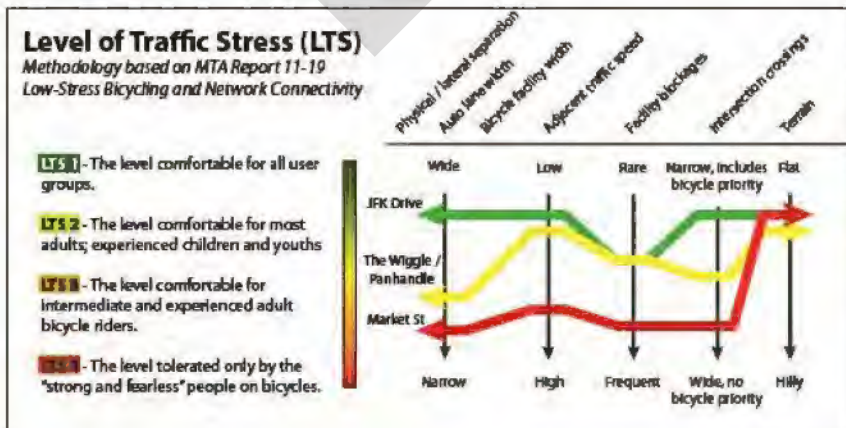 Level of Traffic Stress (LTS)
Methodology based on MTA Report 11-19
Low-Stress Bicycling and Network Connectivity
LTS 1 - The level comfortable for all user
groups.
LTS 2 - The level comfortable for most
adults; experienced children and youths
LTS - The level comfortable for
intermediate and experienced adult
bicycle riders.
LTS - The level tolerated only by the
"strong and fearless" people on bicycles.
Physical / lateral separation
Auto lane width
Bicycle facility width
Adjacent traffic speed
Facility blockages
Intersection crossings
Terrain
Wide
Low
Rare
Narrow, includes
bicycle priority
Flat
JFK Drive
The Wiggle /
Panhandle
Market St
Narrow
High
Frequent
Wide, no
bicycle priority
Hilly